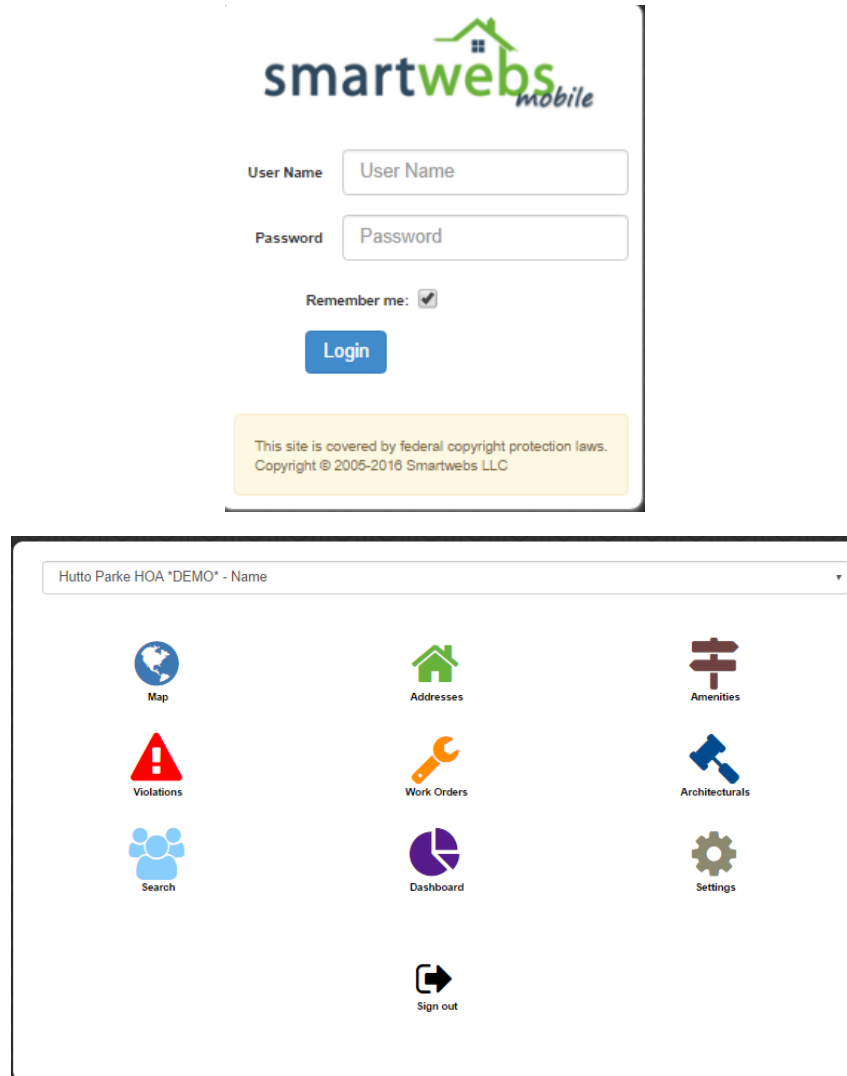 smartwebs
mobile
User Name User Name
Password Password
Remember me:
Login
This site is covered by federal copyright protection laws.
Copyright © 2005-2016 Smartwebs LLC
Hutto Parke HOA *DEMO* - Name
Map Addresses Amenities
Violations Work Orders Architecturals
Search Dashboard Settings
Sign out